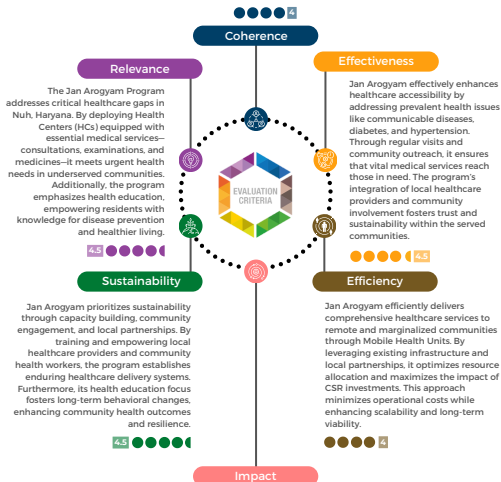 4
Coherence
Relevance
The Jan Arogyam Program
addresses critical healthcare gaps in
Nuh, Haryana. By deploying Health
Centers (HCs) equipped with
essential medical services—
consultations, examinations, and
medicines—it meets urgent health
needs in underserved communities.
Additionally, the program
emphasizes health education,
empowering residents with
knowledge for disease prevention
and healthier living.
4.5
Effectiveness
Jan Arogyam effectively enhances
healthcare accessibility by
addressing prevalent health issues
like communicable diseases,
diabetes, and hypertension.
Through regular visits and
community outreach, it ensures
that vital medical services reach
those in need. The program's
integration of local healthcare
providers and community
involvement fosters trust and
sustainability within the served
communities.
4.5
EVALUATION
CRITERIA
Sustainability
Jan Arogyam prioritizes sustainability
through capacity building, community
engagement, and local partnerships. By
training and empowering local
healthcare providers and community
health workers, the program establishes
enduring healthcare delivery systems.
Furthermore, its health education focus
fosters long-term behavioral changes,
enhancing community health outcomes
and resilience.
4.5
Efficiency
Jan Arogyam efficiently delivers
comprehensive healthcare services to
remote and marginalized communities
through Mobile Health Units. By
leveraging existing infrastructure and
local partnerships, it optimizes resource
allocation and maximizes the impact of
CSR investments. This approach
minimizes operational costs while
enhancing scalability and long-term
viability.
4
Impact